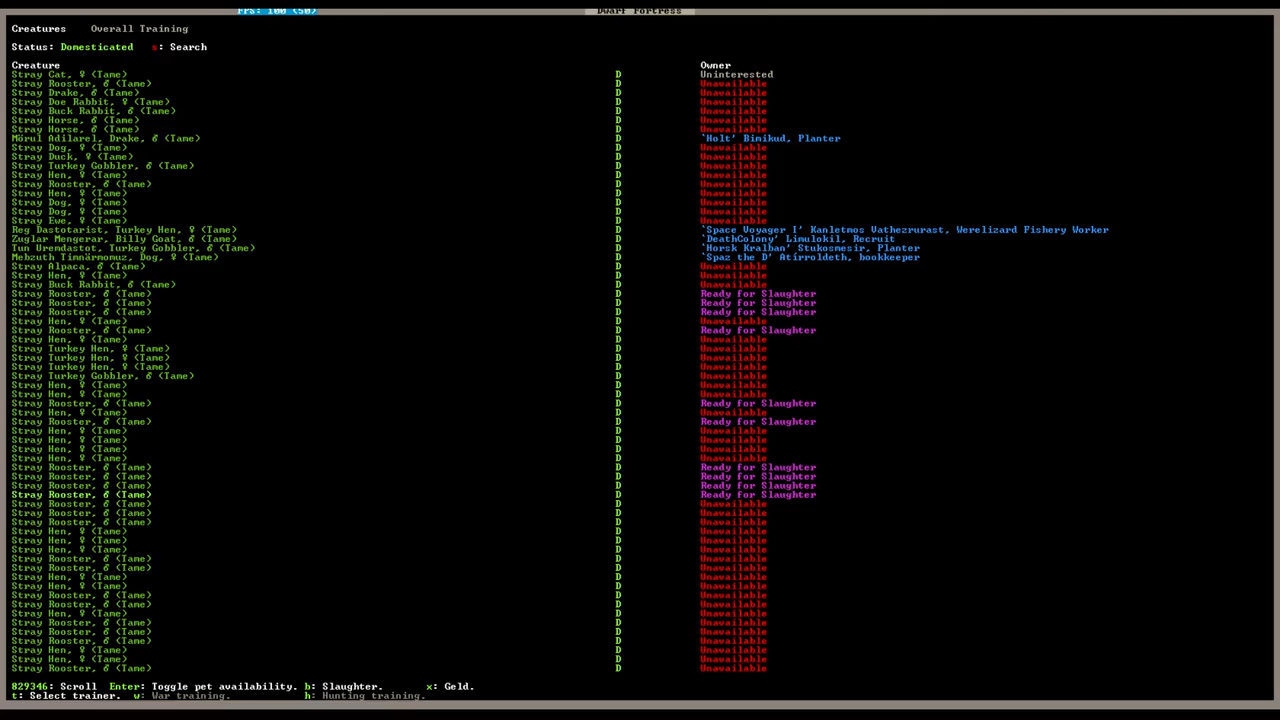 FPS: 100 (50)
Dwarf Fortress
Creatures Overall Training
Status: Domesticated s: Search
Creature Owner
Stray Cat, ♀ (Tame) D Uninterested
Stray Rooster, ♂ (Tame) D Unavailable
Stray Drake, ♂ (Tame) D Unavailable
Stray Doe Rabbit, ♀ (Tame) D Unavailable
Stray Buck Rabbit, ♂ (Tame) D Unavailable
Stray Horse, ♂ (Tame) D Unavailable
Stray Horse, ♂ (Tame) D Unavailable
Mörul Adilarel, Drake, ♂ (Tame) D `Holt' Bimikud, Planter
Stray Dog, ♀ (Tame) D Unavailable
Stray Duck, ♀ (Tame) D Unavailable
Stray Turkey Gobbler, ♂ (Tame) D Unavailable
Stray Hen, ♀ (Tame) D Unavailable
Stray Rooster, ♂ (Tame) D Unavailable
Stray Hen, ♀ (Tame) D Unavailable
Stray Dog, ♀ (Tame) D Unavailable
Stray Dog, ♀ (Tame) D Unavailable
Stray Ewe, ♀ (Tame) D Unavailable
Reg Dastotarist, Turkey Hen, ♀ (Tame) D `Space Voyager I' Kanletmos Vathezrurast, Werelizard Fishery Worker
Zuglar Mengerar, Billy Goat, ♂ (Tame) D `DeathColony' Limulokil, Recruit
Tun Uremdastot, Turkey Gobbler, ♂ (Tame) D `Horsk Kralban' Stukosmesir, Planter
Mebzuth Timnärmomuz, Dog, ♀ (Tame) D `Spaz the D' Atírroldeth, bookkeeper
Stray Alpaca, ♂ (Tame) D Unavailable
Stray Hen, ♀ (Tame) D Unavailable
Stray Buck Rabbit, ♂ (Tame) D Unavailable
Stray Rooster, ♂ (Tame) D Ready for Slaughter
Stray Rooster, ♂ (Tame) D Ready for Slaughter
Stray Rooster, ♂ (Tame) D Ready for Slaughter
Stray Hen, ♀ (Tame) D Unavailable
Stray Rooster, ♂ (Tame) D Ready for Slaughter
Stray Hen, ♀ (Tame) D Unavailable
Stray Turkey Hen, ♀ (Tame) D Unavailable
Stray Turkey Hen, ♀ (Tame) D Unavailable
Stray Turkey Hen, ♀ (Tame) D Unavailable
Stray Turkey Gobbler, ♂ (Tame) D Unavailable
Stray Hen, ♀ (Tame) D Unavailable
Stray Hen, ♀ (Tame) D Unavailable
Stray Rooster, ♂ (Tame) D Ready for Slaughter
Stray Hen, ♀ (Tame) D Unavailable
Stray Rooster, ♂ (Tame) D Ready for Slaughter
Stray Hen, ♀ (Tame) D Unavailable
Stray Hen, ♀ (Tame) D Unavailable
Stray Hen, ♀ (Tame) D Unavailable
Stray Hen, ♀ (Tame) D Unavailable
Stray Rooster, ♂ (Tame) D Ready for Slaughter
Stray Rooster, ♂ (Tame) D Ready for Slaughter
Stray Rooster, ♂ (Tame) D Ready for Slaughter
Stray Rooster, ♂ (Tame) D Ready for Slaughter
Stray Rooster, ♂ (Tame) D Unavailable
Stray Rooster, ♂ (Tame) D Unavailable
Stray Rooster, ♂ (Tame) D Unavailable
Stray Hen, ♀ (Tame) D Unavailable
Stray Hen, ♀ (Tame) D Unavailable
Stray Hen, ♀ (Tame) D Unavailable
Stray Rooster, ♂ (Tame) D Unavailable
Stray Rooster, ♂ (Tame) D Unavailable
Stray Hen, ♀ (Tame) D Unavailable
Stray Hen, ♀ (Tame) D Unavailable
Stray Rooster, ♂ (Tame) D Unavailable
Stray Rooster, ♂ (Tame) D Unavailable
Stray Hen, ♀ (Tame) D Unavailable
Stray Rooster, ♂ (Tame) D Unavailable
Stray Rooster, ♂ (Tame) D Unavailable
Stray Rooster, ♂ (Tame) D Unavailable
Stray Hen, ♀ (Tame) D Unavailable
Stray Hen, ♀ (Tame) D Unavailable
Stray Rooster, ♂ (Tame) D Unavailable
829346: Scroll Enter: Toggle pet availability. b: Slaughter. x: Geld.
t: Select trainer. w: War training. h: Hunting training.